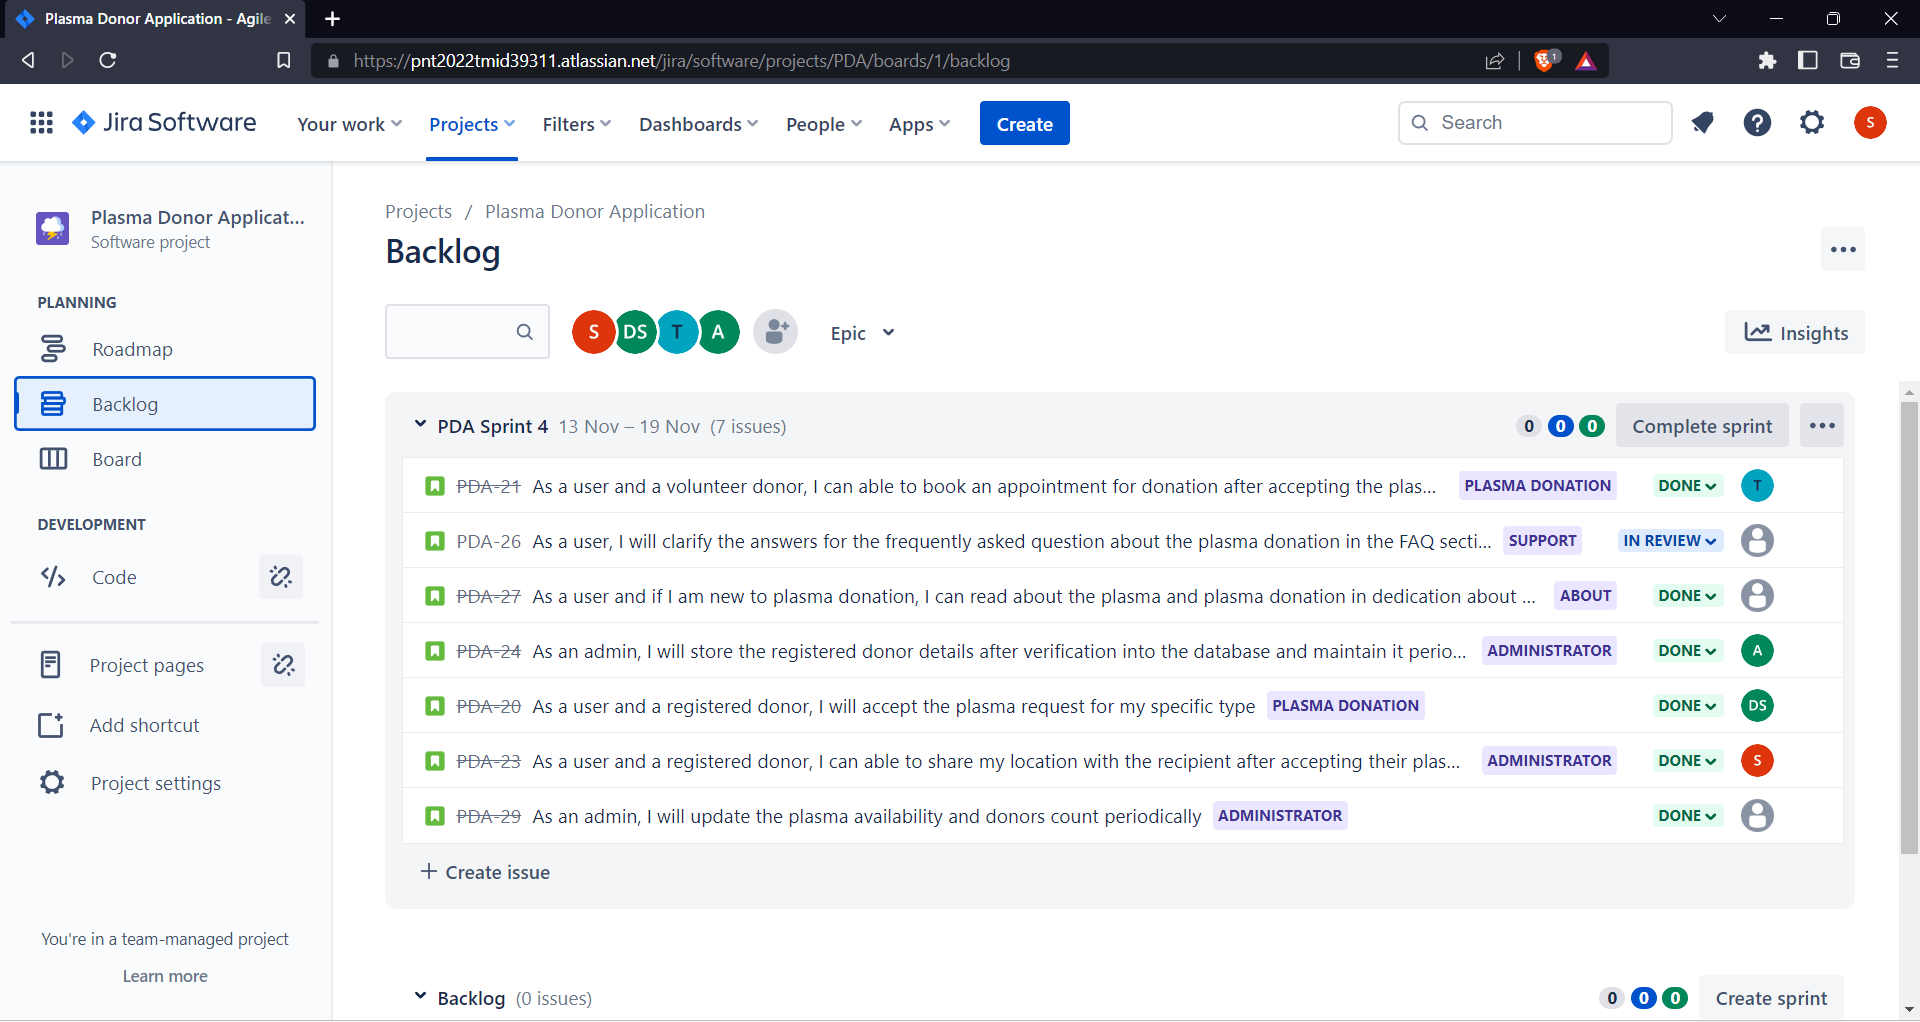 Plasma Donor Application - Agile
https://pnt2022tmid39311.atlassian.net/jira/software/projects/PDA/boards/1/backlog
1
Jira Software
Your work
Projects
Filters
Dashboards
People
Apps
Create
Search
S
Plasma Donor Applicat...
Software project
PLANNING
Roadmap
Backlog
Board
DEVELOPMENT
Code
Project pages
Add shortcut
Project settings
You're in a team-managed project
Learn more
Projects / Plasma Donor Application
Backlog
S DS T A
Epic
Insights
PDA Sprint 4 13 Nov – 19 Nov (7 issues) 0 0 0 Complete sprint
PDA-21 As a user and a volunteer donor, I can able to book an appointment for donation after accepting the plas... PLASMA DONATION DONE T
PDA-26 As a user, I will clarify the answers for the frequently asked question about the plasma donation in the FAQ secti... SUPPORT IN REVIEW
PDA-27 As a user and if I am new to plasma donation, I can read about the plasma and plasma donation in dedication about ... ABOUT DONE
PDA-24 As an admin, I will store the registered donor details after verification into the database and maintain it perio... ADMINISTRATOR DONE A
PDA-20 As a user and a registered donor, I will accept the plasma request for my specific type PLASMA DONATION DONE DS
PDA-23 As a user and a registered donor, I can able to share my location with the recipient after accepting their plas... ADMINISTRATOR DONE S
PDA-29 As an admin, I will update the plasma availability and donors count periodically ADMINISTRATOR DONE
+ Create issue
Backlog (0 issues) 0 0 0 Create sprint